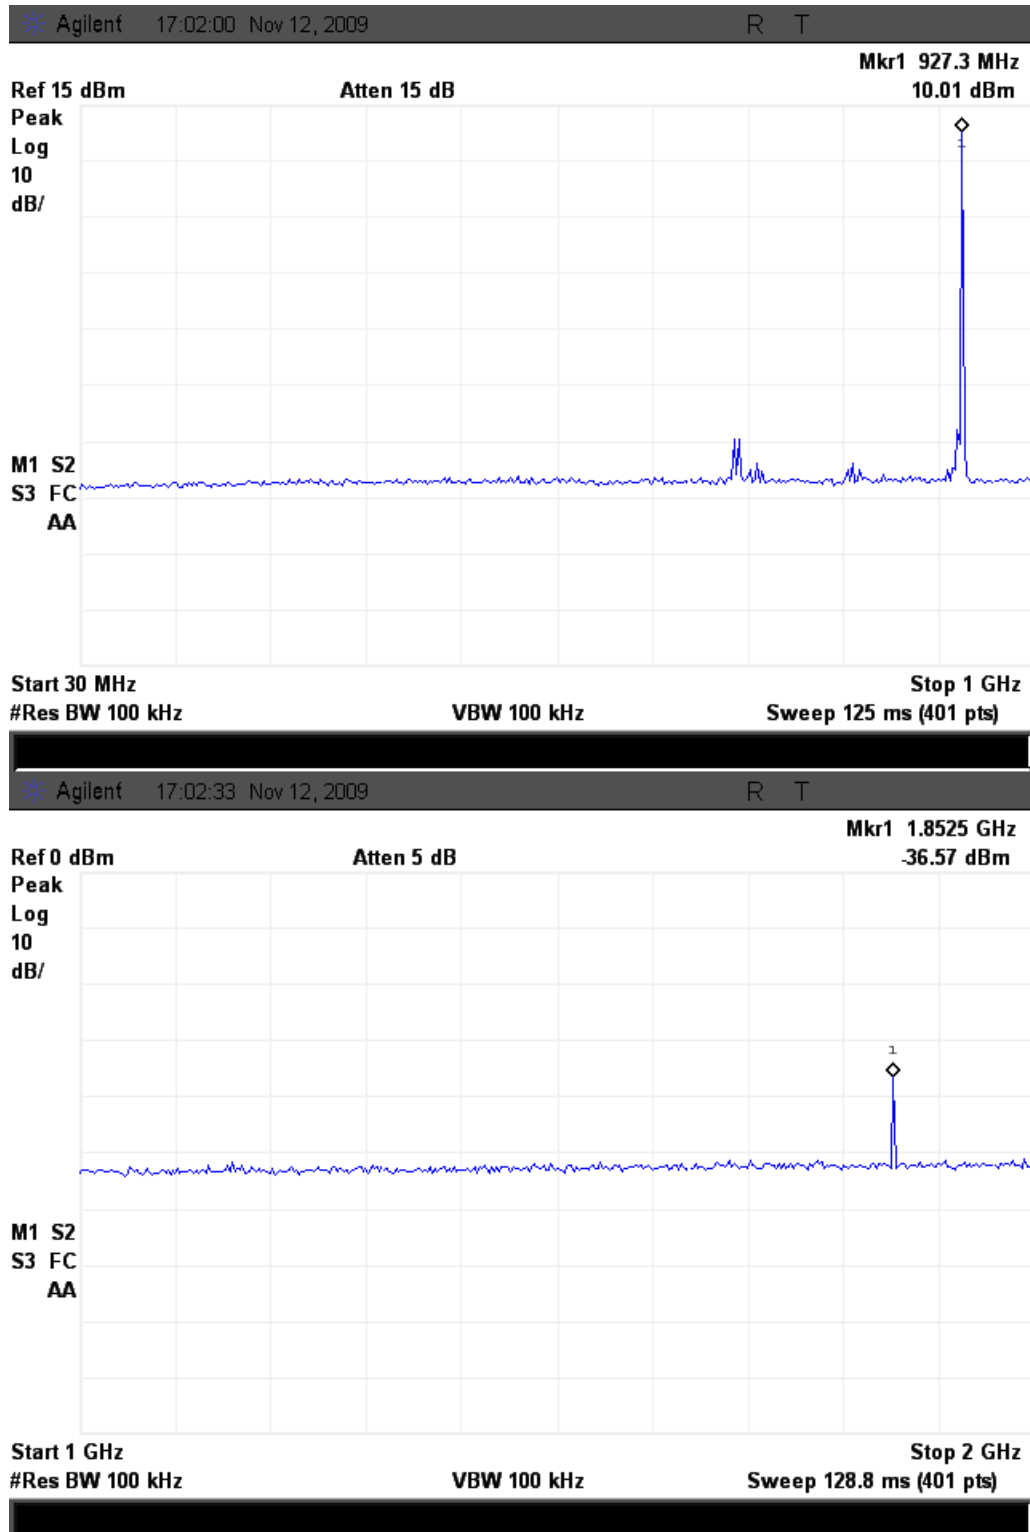 Agilent 17:02:00 Nov 12, 2009 R T
Mkr1 927.3 MHz
Ref 15 dBm Atten 15 dB 10.01 dBm
Peak
Log
10
dB/
1
M1 S2
S3 FC
AA
Start 30 MHz Stop 1 GHz
#Res BW 100 kHz VBW 100 kHz Sweep 125 ms (401 pts)
Agilent 17:02:33 Nov 12, 2009 R T
Mkr1 1.8525 GHz
Ref 0 dBm Atten 5 dB -36.57 dBm
Peak
Log
10
dB/
1
M1 S2
S3 FC
AA
Start 1 GHz Stop 2 GHz
#Res BW 100 kHz VBW 100 kHz Sweep 128.8 ms (401 pts)